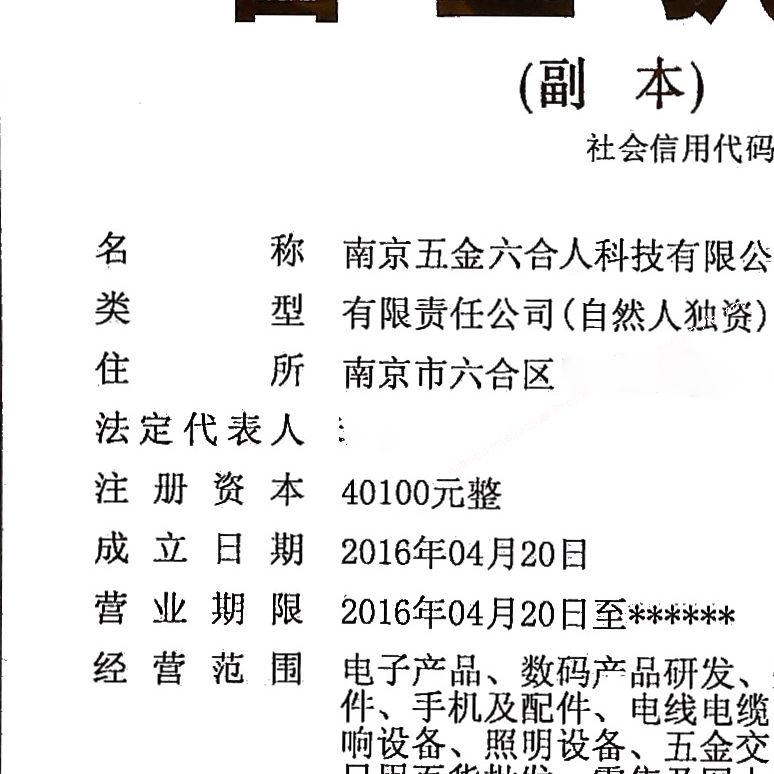 (副 本)
社会信用代码
名 称 南京五金六合人科技有限公
类 型 有限责任公司(自然人独资)
住 所 南京市六合区
法定代表人
注 册 资 本 40100元整
成 立 日 期 2016年04月20日
营 业 期 限 2016年04月20日至******
经 营 范 围 电子产品、数码产品研发、
件、手机及配件、电线电缆
响设备、照明设备、五金交